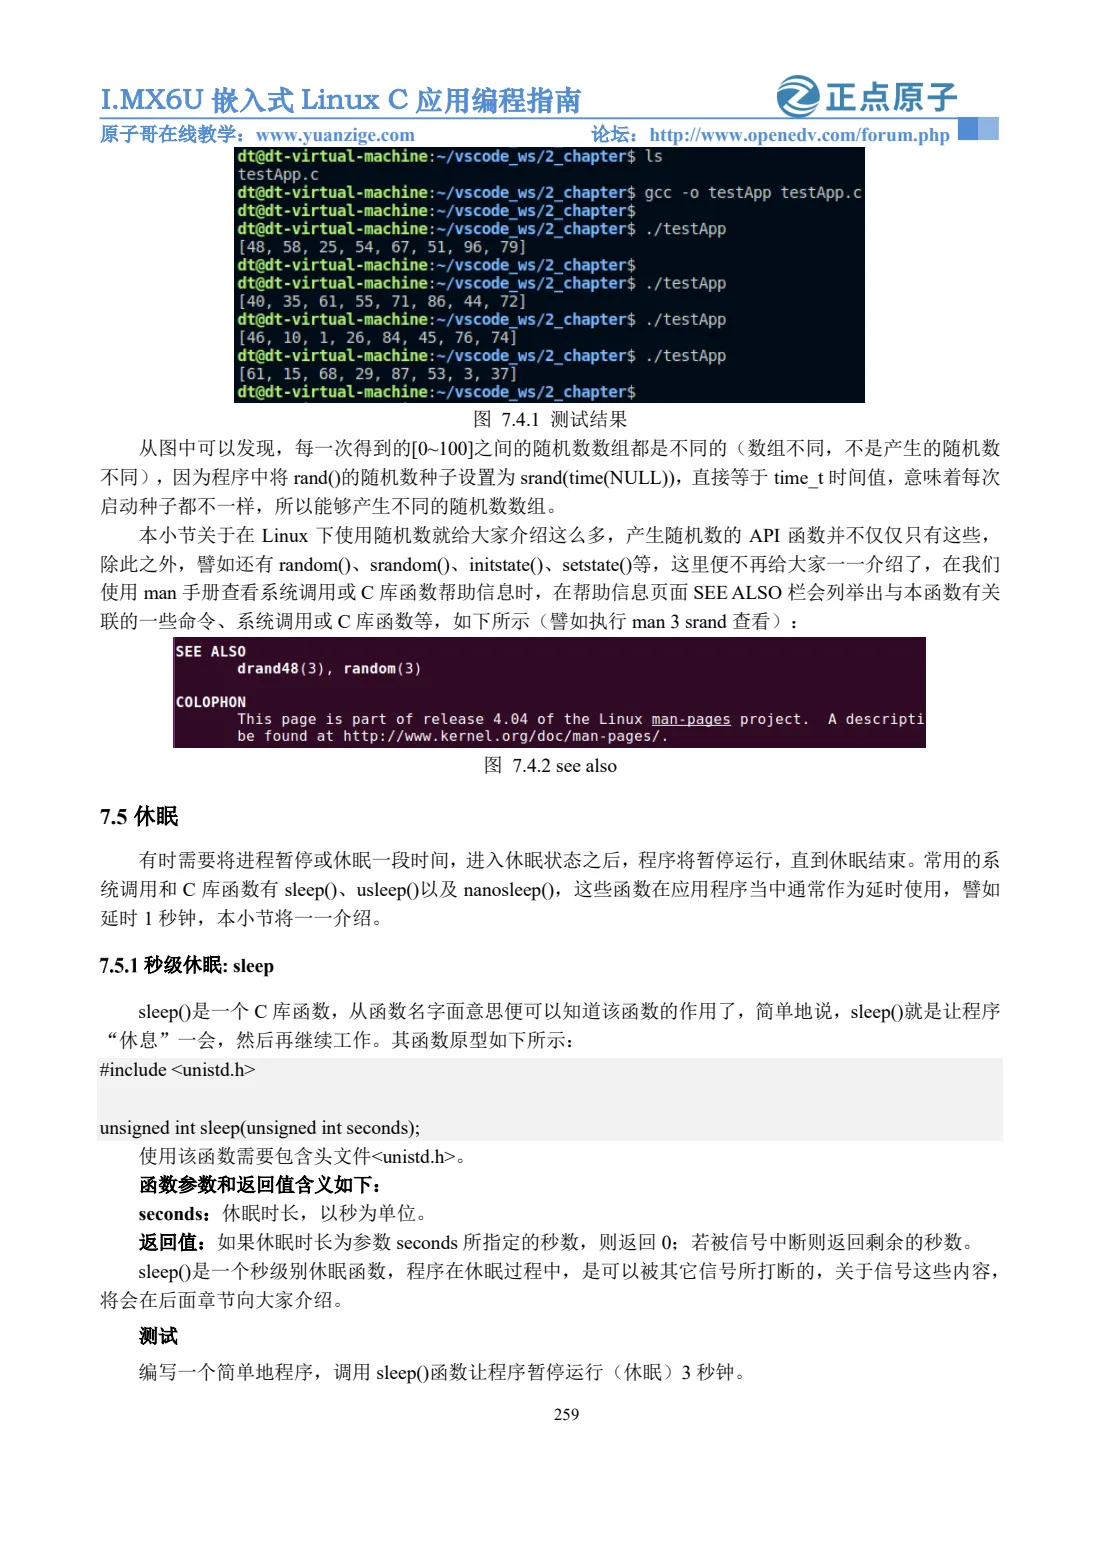 I.MX6U 嵌入式 Linux C 应用编程指南
正点原子
原子哥在线教学：www.yuanzige.com 论坛：http://www.openedv.com/forum.php
dt@dt-virtual-machine:~/vscode_ws/2_chapter$ ls
testApp.c
dt@dt-virtual-machine:~/vscode_ws/2_chapter$ gcc -o testApp testApp.c
dt@dt-virtual-machine:~/vscode_ws/2_chapter$
dt@dt-virtual-machine:~/vscode_ws/2_chapter$ ./testApp
[48, 58, 25, 54, 67, 51, 96, 79]
dt@dt-virtual-machine:~/vscode_ws/2_chapter$
dt@dt-virtual-machine:~/vscode_ws/2_chapter$ ./testApp
[40, 35, 61, 55, 71, 86, 44, 72]
dt@dt-virtual-machine:~/vscode_ws/2_chapter$ ./testApp
[46, 10, 1, 26, 84, 45, 76, 74]
dt@dt-virtual-machine:~/vscode_ws/2_chapter$ ./testApp
[61, 15, 68, 29, 87, 53, 3, 37]
dt@dt-virtual-machine:~/vscode_ws/2_chapter$
图 7.4.1 测试结果
从图中可以发现，每一次得到的[0~100]之间的随机数数组都是不同的（数组不同，不是产生的随机数
不同），因为程序中将 rand()的随机数种子设置为 srand(time(NULL))，直接等于 time_t 时间值，意味着每次
启动种子都不一样，所以能够产生不同的随机数数组。
本小节关于在 Linux 下使用随机数就给大家介绍这么多，产生随机数的 API 函数并不仅仅只有这些，
除此之外，譬如还有 random()、srandom()、initstate()、setstate()等，这里便不再给大家一一介绍了，在我们
使用 man 手册查看系统调用或 C 库函数帮助信息时，在帮助信息页面 SEE ALSO 栏会列举出与本函数有关
联的一些命令、系统调用或 C 库函数等，如下所示（譬如执行 man 3 srand 查看）：
SEE ALSO
drand48(3), random(3)
COLOPHON
This page is part of release 4.04 of the Linux man-pages project. A descripti
be found at http://www.kernel.org/doc/man-pages/.
图 7.4.2 see also
7.5 休眠
有时需要将进程暂停或休眠一段时间，进入休眠状态之后，程序将暂停运行，直到休眠结束。常用的系
统调用和 C 库函数有 sleep()、usleep()以及 nanosleep()，这些函数在应用程序当中通常作为延时使用，譬如
延时 1 秒钟，本小节将一一介绍。
7.5.1 秒级休眠: sleep
sleep()是一个 C 库函数，从函数名字面意思便可以知道该函数的作用了，简单地说，sleep()就是让程序
“休息”一会，然后再继续工作。其函数原型如下所示：
#include <unistd.h>
unsigned int sleep(unsigned int seconds);
使用该函数需要包含头文件<unistd.h>。
函数参数和返回值含义如下：
seconds：休眠时长，以秒为单位。
返回值：如果休眠时长为参数 seconds 所指定的秒数，则返回 0；若被信号中断则返回剩余的秒数。
sleep()是一个秒级别休眠函数，程序在休眠过程中，是可以被其它信号所打断的，关于信号这些内容，
将会在后面章节向大家介绍。
测试
编写一个简单地程序，调用 sleep()函数让程序暂停运行（休眠）3 秒钟。
259